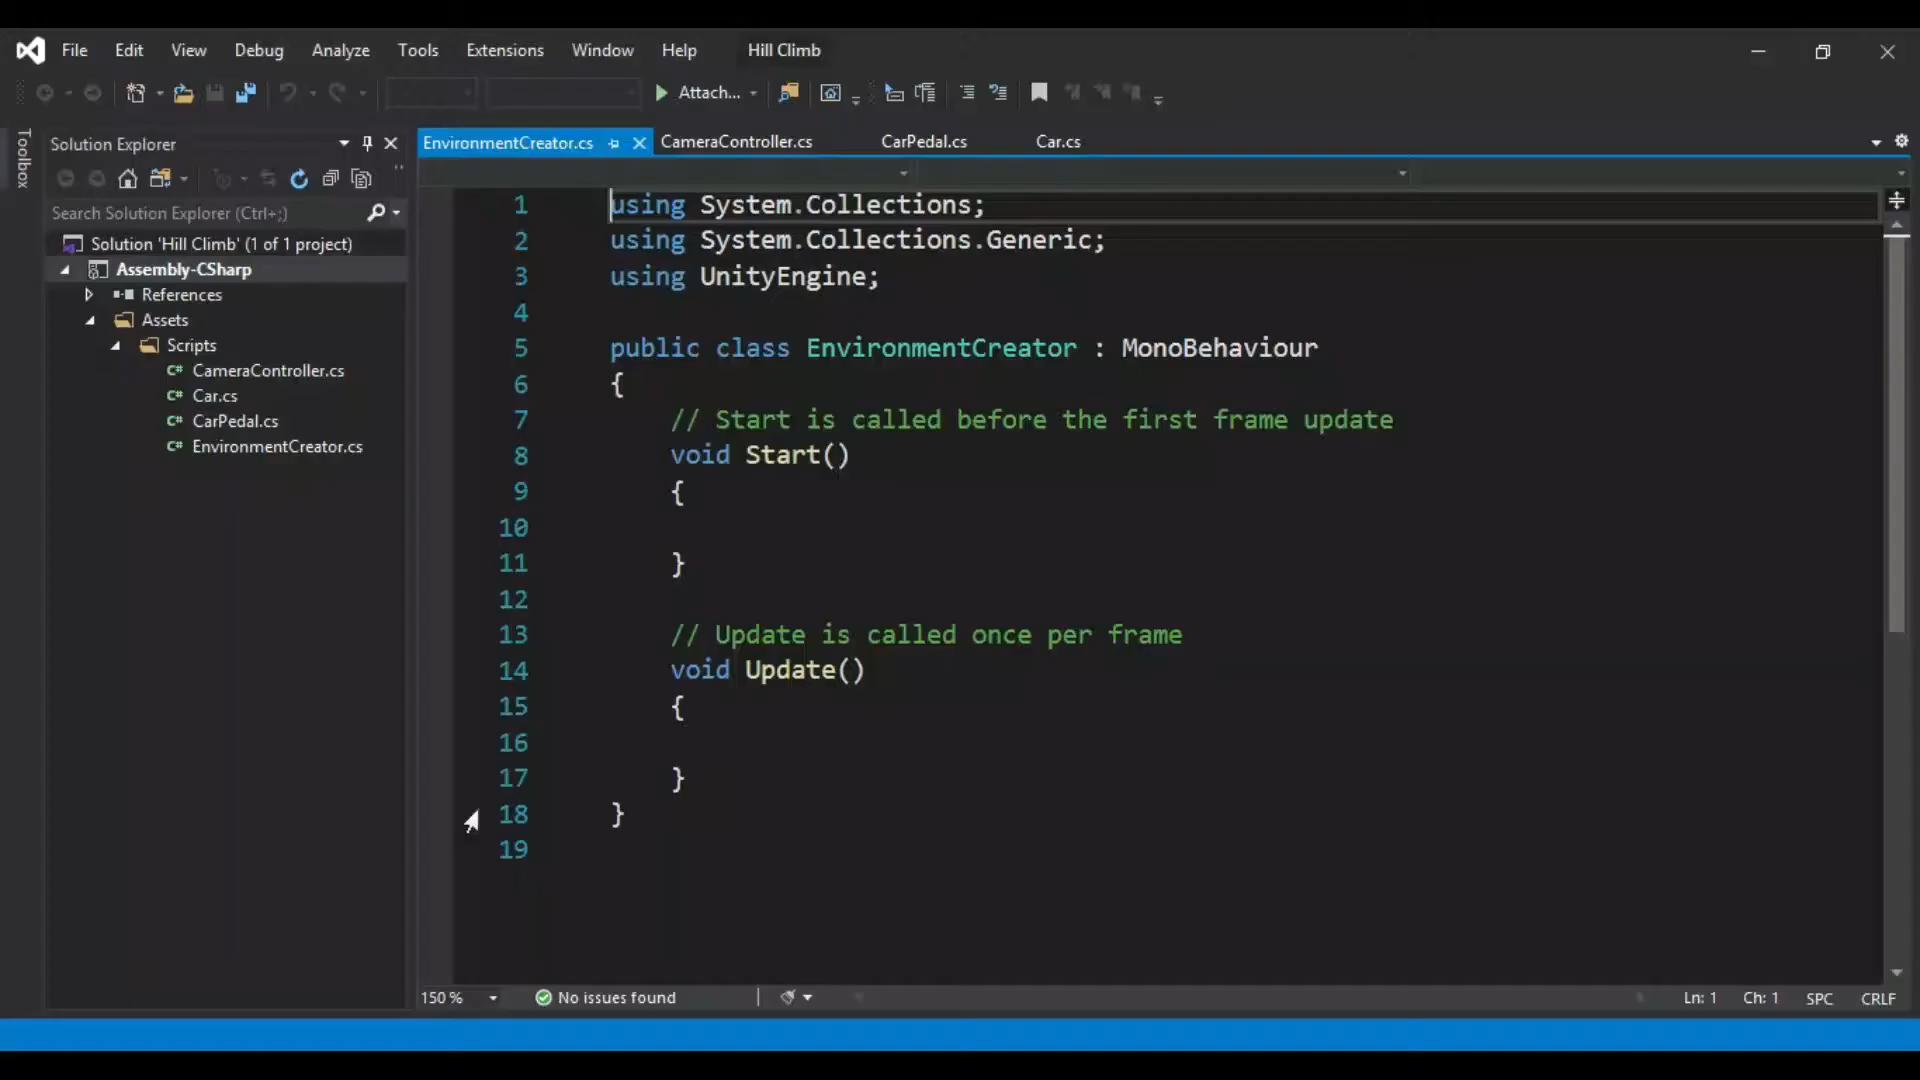 File Edit View Debug Analyze Tools Extensions Window Help Hill Climb
Attach...
Toolbox
Solution Explorer
EnvironmentCreator.cs CameraController.cs CarPedal.cs Car.cs
Search Solution Explorer (Ctrl+;)
Solution 'Hill Climb' (1 of 1 project)
Assembly-CSharp
References
Assets
Scripts
C# CameraController.cs
C# Car.cs
C# CarPedal.cs
C# EnvironmentCreator.cs
1 using System.Collections;
2 using System.Collections.Generic;
3 using UnityEngine;
4
5 public class EnvironmentCreator : MonoBehaviour
6 {
7 // Start is called before the first frame update
8 void Start()
9 {
10
11 }
12
13 // Update is called once per frame
14 void Update()
15 {
16
17 }
18 }
19
150 % No issues found Ln: 1 Ch: 1 SPC CRLF